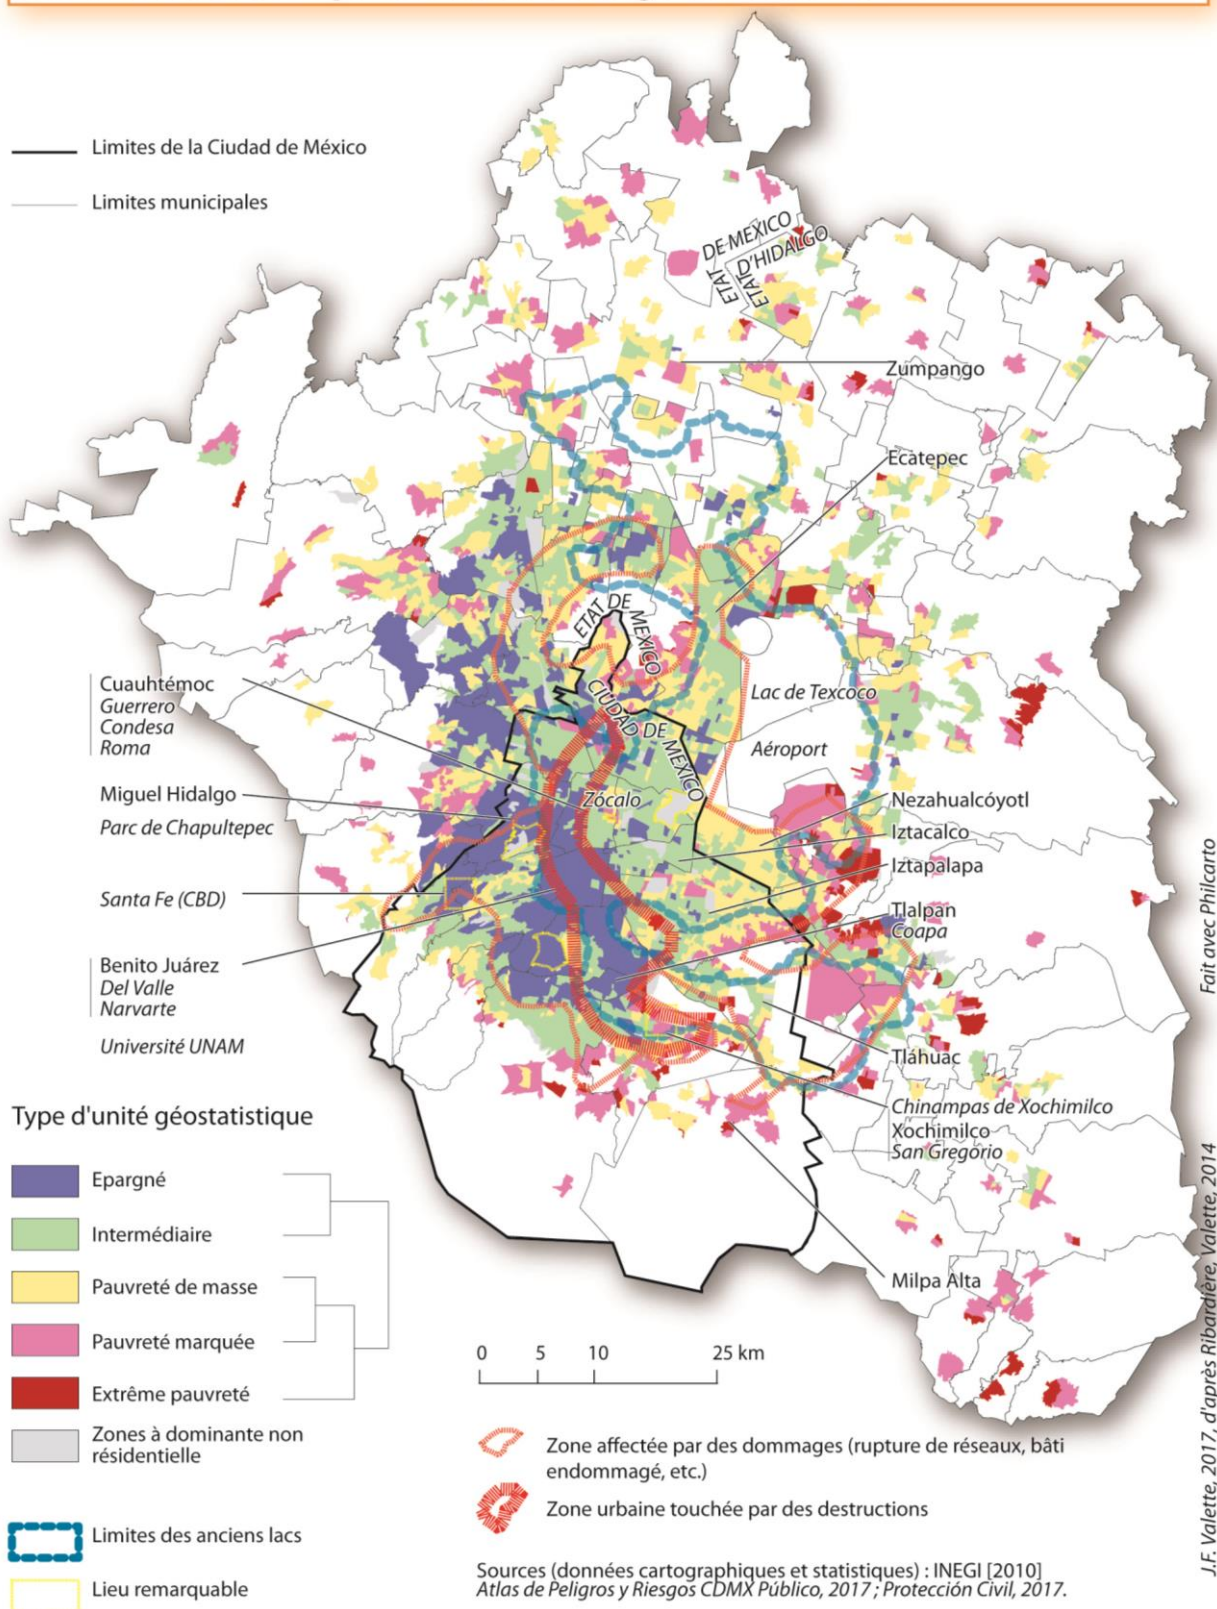 Limites de la Ciudad de México
Limites municipales
ETAT DE MEXICO
ETAT D'HIDALGO
Zumpango
Ecatepec
ETAT DE MEXICO
CIUDAD DE MEXICO
Lac de Texcoco
Aéroport
Zócalo
Cuauhtémoc
Guerrero
Condesa
Roma
Miguel Hidalgo
Parc de Chapultepec
Santa Fe (CBD)
Benito Juárez
Del Valle
Narvarte
Université UNAM
Nezahualcóyotl
Iztacalco
Iztapalapa
Tlalpan
Coapa
Tláhuac
Chinampas de Xochimilco
Xochimilco
San Gregorio
Milpa Alta
Type d'unité géostatistique
Epargné
Intermédiaire
Pauvreté de masse
Pauvreté marquée
Extrême pauvreté
Zones à dominante non
résidentielle
Limites des anciens lacs
Lieu remarquable
0 5 10 25 km
Zone affectée par des dommages (rupture de réseaux, bâti
endommagé, etc.)
Zone urbaine touchée par des destructions
Sources (données cartographiques et statistiques) : INEGI [2010]
Atlas de Peligros y Riesgos CDMX Público, 2017 ; Protección Civil, 2017.
Fait avec Philcarto
J.F. Valette, 2017, d'après Ribardière, Valette, 2014